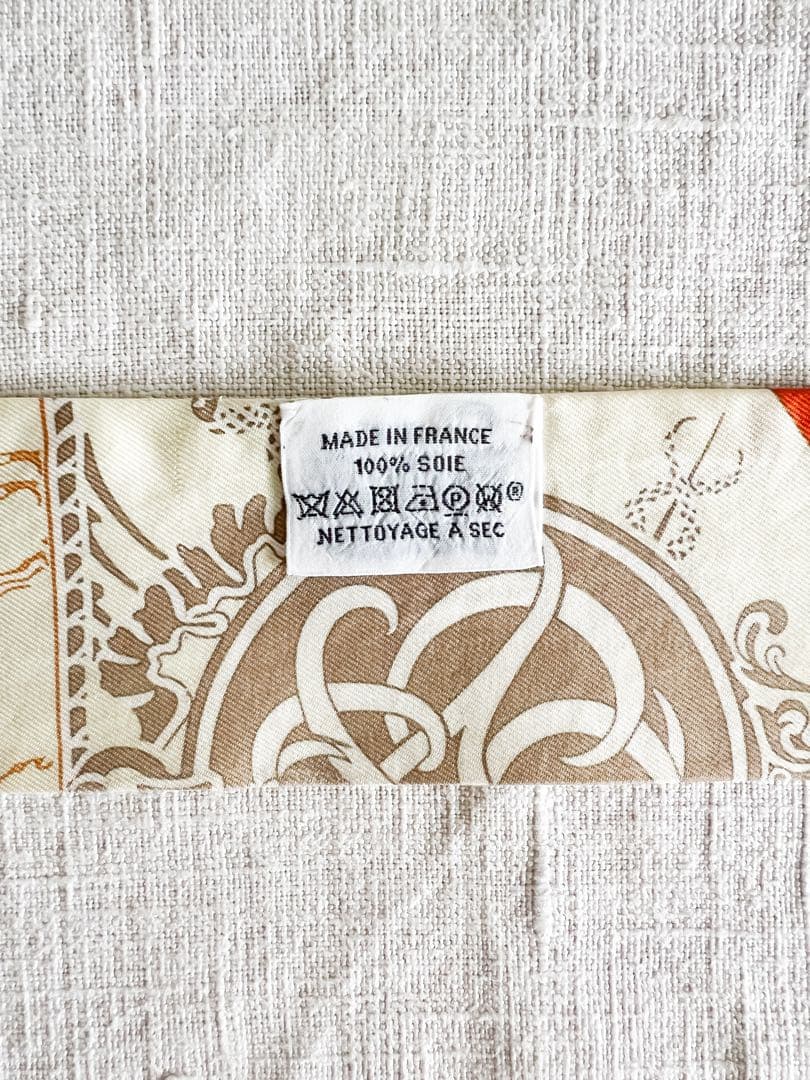 MADE IN FRANCE
100% SOIE
P W ®
NETTOYAGE A SEC